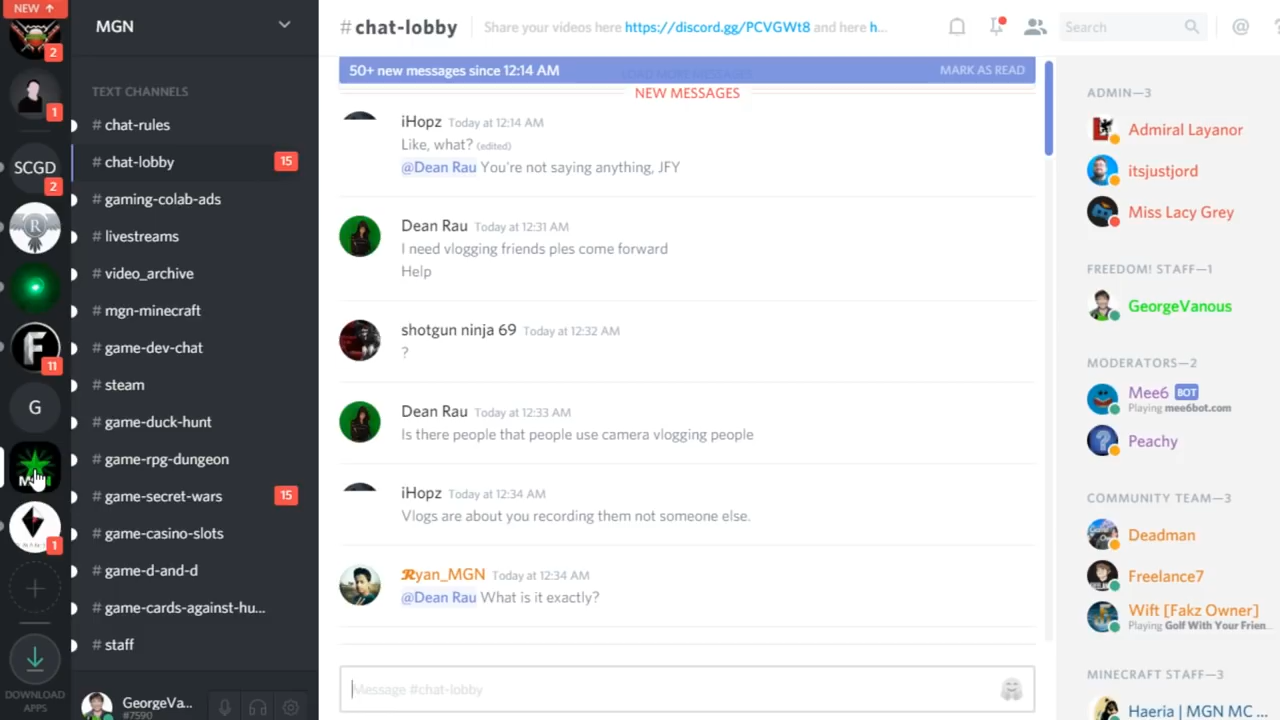 NEW ↑
2
1
SCGD
2
R
F
11
G
MGN
1
DOWNLOAD
APPS
MGN
TEXT CHANNELS
# chat-rules
# chat-lobby 15
# gaming-colab-ads
# livestreams
# video_archive
# mgn-minecraft
# game-dev-chat
# steam
# game-duck-hunt
# game-rpg-dungeon
# game-secret-wars 15
# game-casino-slots
# game-d-and-d
# game-cards-against-hu...
# staff
GeorgeVa...
#7590
# chat-lobby Share your videos here https://discord.gg/PCVGWt8 and here h...
Search
@
?
50+ new messages since 12:14 AM LOAD MORE MESSAGES MARK AS READ
NEW MESSAGES
iHopz Today at 12:14 AM
Like, what? (edited)
@Dean Rau You're not saying anything, JFY
Dean Rau Today at 12:31 AM
I need vlogging friends ples come forward
Help
shotgun ninja 69 Today at 12:32 AM
?
Dean Rau Today at 12:33 AM
Is there people that people use camera vlogging people
iHopz Today at 12:34 AM
Vlogs are about you recording them not someone else.
Ryan_MGN Today at 12:34 AM
@Dean Rau What is it exactly?
Message #chat-lobby
ADMIN—3
Admiral Layanor
itsjustjord
Miss Lacy Grey
FREEDOM! STAFF—1
GeorgeVanous
MODERATORS—2
Mee6 BOT
Playing mee6bot.com
Peachy
COMMUNITY TEAM—3
Deadman
Freelance7
Wift [Fakz Owner]
Playing Golf With Your Frien...
MINECRAFT STAFF—3
Haeria | MGN MC ...